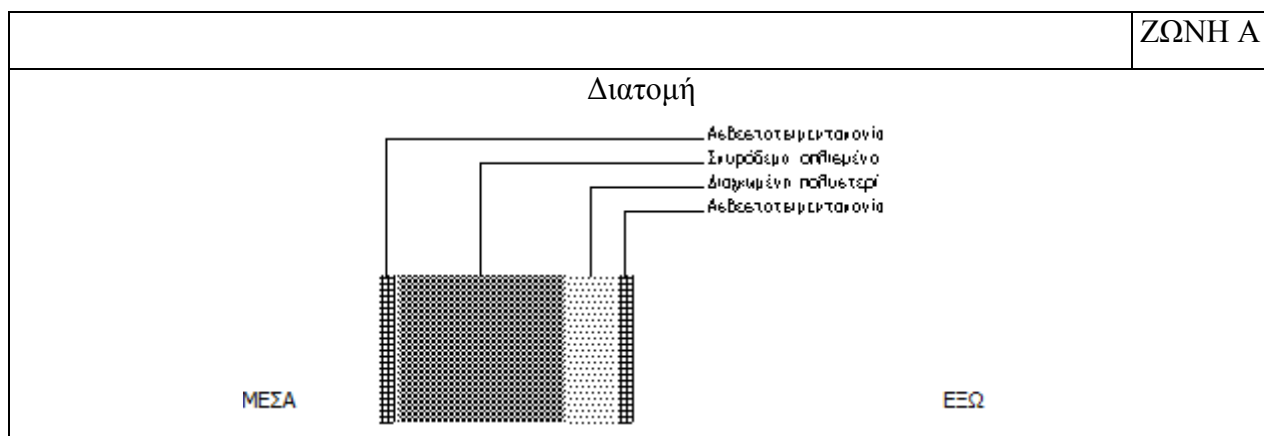 ΖΩΝΗ Α
Διατομή
Ασβεστοτσιμεντοκονία
Σκυρόδεμα οπλισμένο
Διογκωμένη πολυστερί
Ασβεστοτσιμεντοκονία
ΜΕΣΑ
ΕΞΩ